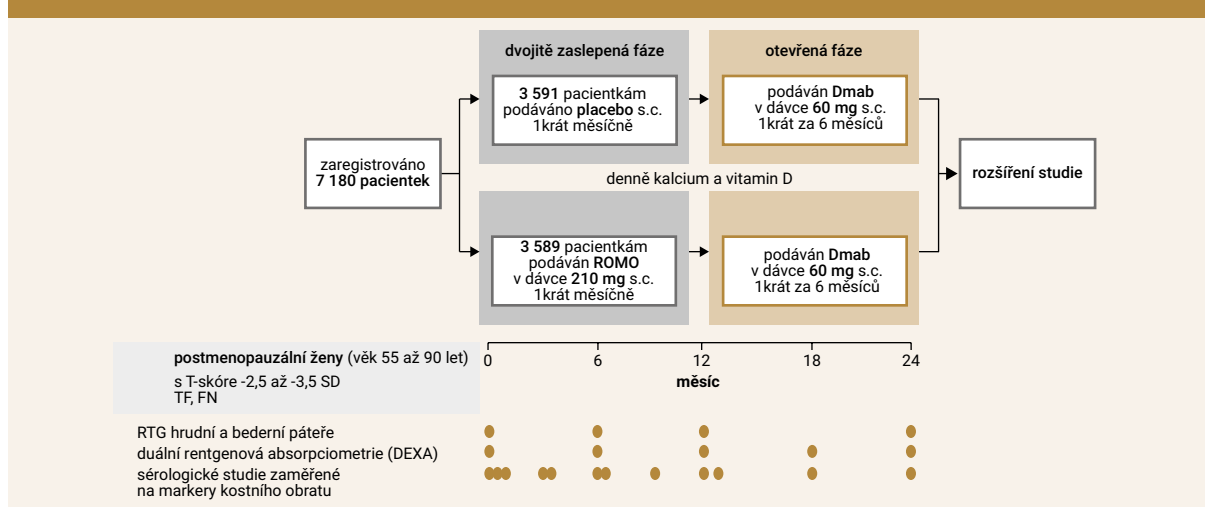 dvojitě zaslepená fáze
otevřená fáze
3 591 pacientkám
podáváno placebo s.c.
1krát měsíčně
podáván Dmab
v dávce 60 mg s.c.
1krát za 6 měsíců
zaregistrováno
7 180 pacientek
denně kalcium a vitamin D
rozšíření studie
3 589 pacientkám
podáván ROMO
v dávce 210 mg s.c.
1krát měsíčně
podáván Dmab
v dávce 60 mg s.c.
1krát za 6 měsíců
postmenopauzální ženy (věk 55 až 90 let)
s T-skóre -2,5 až -3,5 SD
TF, FN
0 6 12 18 24
měsíc
RTG hrudní a bederní páteře
duální rentgenová absorpciometrie (DEXA)
sérologické studie zaměřené
na markery kostního obratu